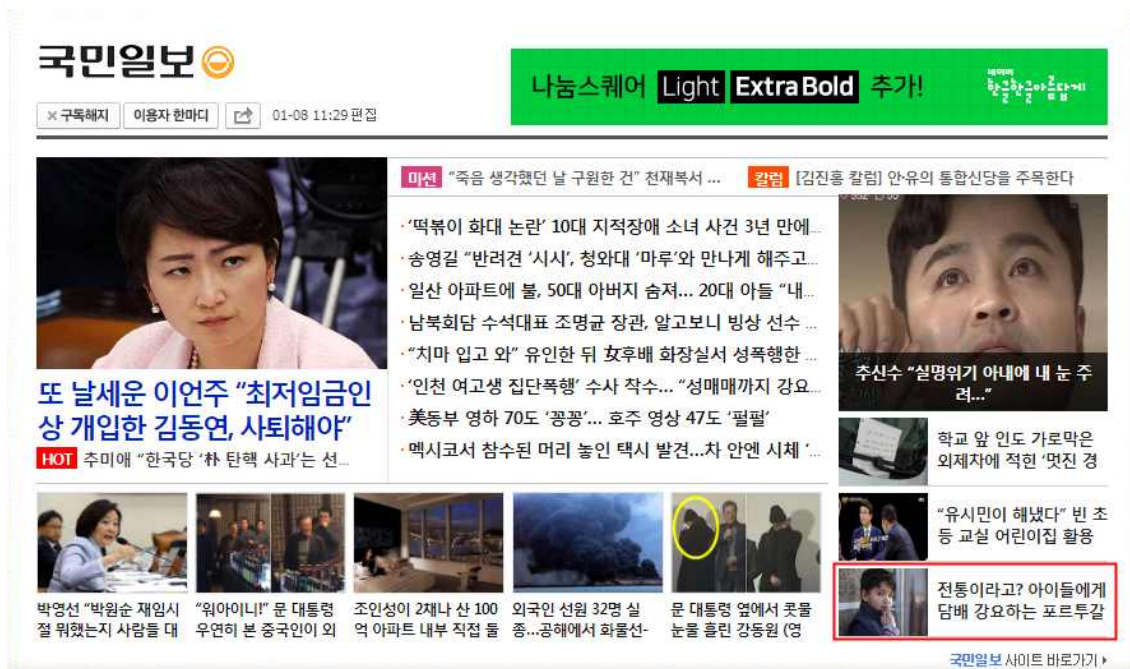 국민일보
나눔스퀘어 Light ExtraBold 추가!
네이버
한글한글아름답게
×구독해지 이용자 한마디 01-08 11:29 편집
미션 “죽음 생각했던 날 구원한 건” 천재복서 ...
칼럼 [김진홍 칼럼] 안·유의 통합신당을 주목한다
또 날세운 이언주 “최저임금인
상 개입한 김동연, 사퇴해야”
HOT 추미애 “한국당 ‘朴 탄핵 사과’는 선...
·‘떡볶이 화대 논란’ 10대 지적장애 소녀 사건 3년 만에...
·송영길 “반려견 ‘시시’, 청와대 ‘마루’와 만나게 해주고...
·일산 아파트에 불, 50대 아버지 숨져... 20대 아들 “내...
·남북회담 수석대표 조명균 장관, 알고보니 빙상 선수 ...
·“치마 입고 와” 유인한 뒤 女후배 화장실서 성폭행한 ...
·‘인천 여고생 집단폭행’ 수사 착수... “성매매까지 강요...
·美동부 영하 70도 ‘꽁꽁’... 호주 영상 47도 ‘펄펄’
·멕시코서 참수된 머리 놓인 택시 발견...차 안엔 시체 ‘...
추신수 “실명위기 아내에 내 눈 주
려...”
학교 앞 인도 가로막은
외제차에 적힌 ‘멋진 경
“유시민이 해냈다” 빈 초
등 교실 어린이집 활용
전통이라고? 아이들에게
담배 강요하는 포르투갈
박영선 “박원순 재임시
절 뭐했는지 사람들 대
“워아이니!” 문 대통령
우연히 본 중국인이 외
조인성이 2채나 산 100
억 아파트 내부 직접 둘
외국인 선원 32명 실
종...공해에서 화물선-
문 대통령 옆에서 콧물
눈물 흘린 강동원 (영
국민일보 사이트 바로가기